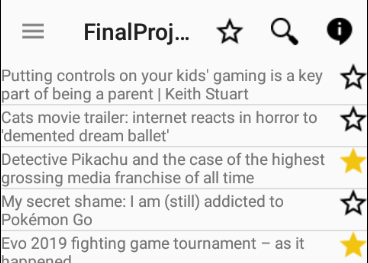 FinalProj...
Putting controls on your kids' gaming is a key
part of being a parent | Keith Stuart
Cats movie trailer: internet reacts in horror to
'demented dream ballet'
Detective Pikachu and the case of the highest
grossing media franchise of all time
My secret shame: I am (still) addicted to
Pokémon Go
Evo 2019 fighting game tournament – as it
happened